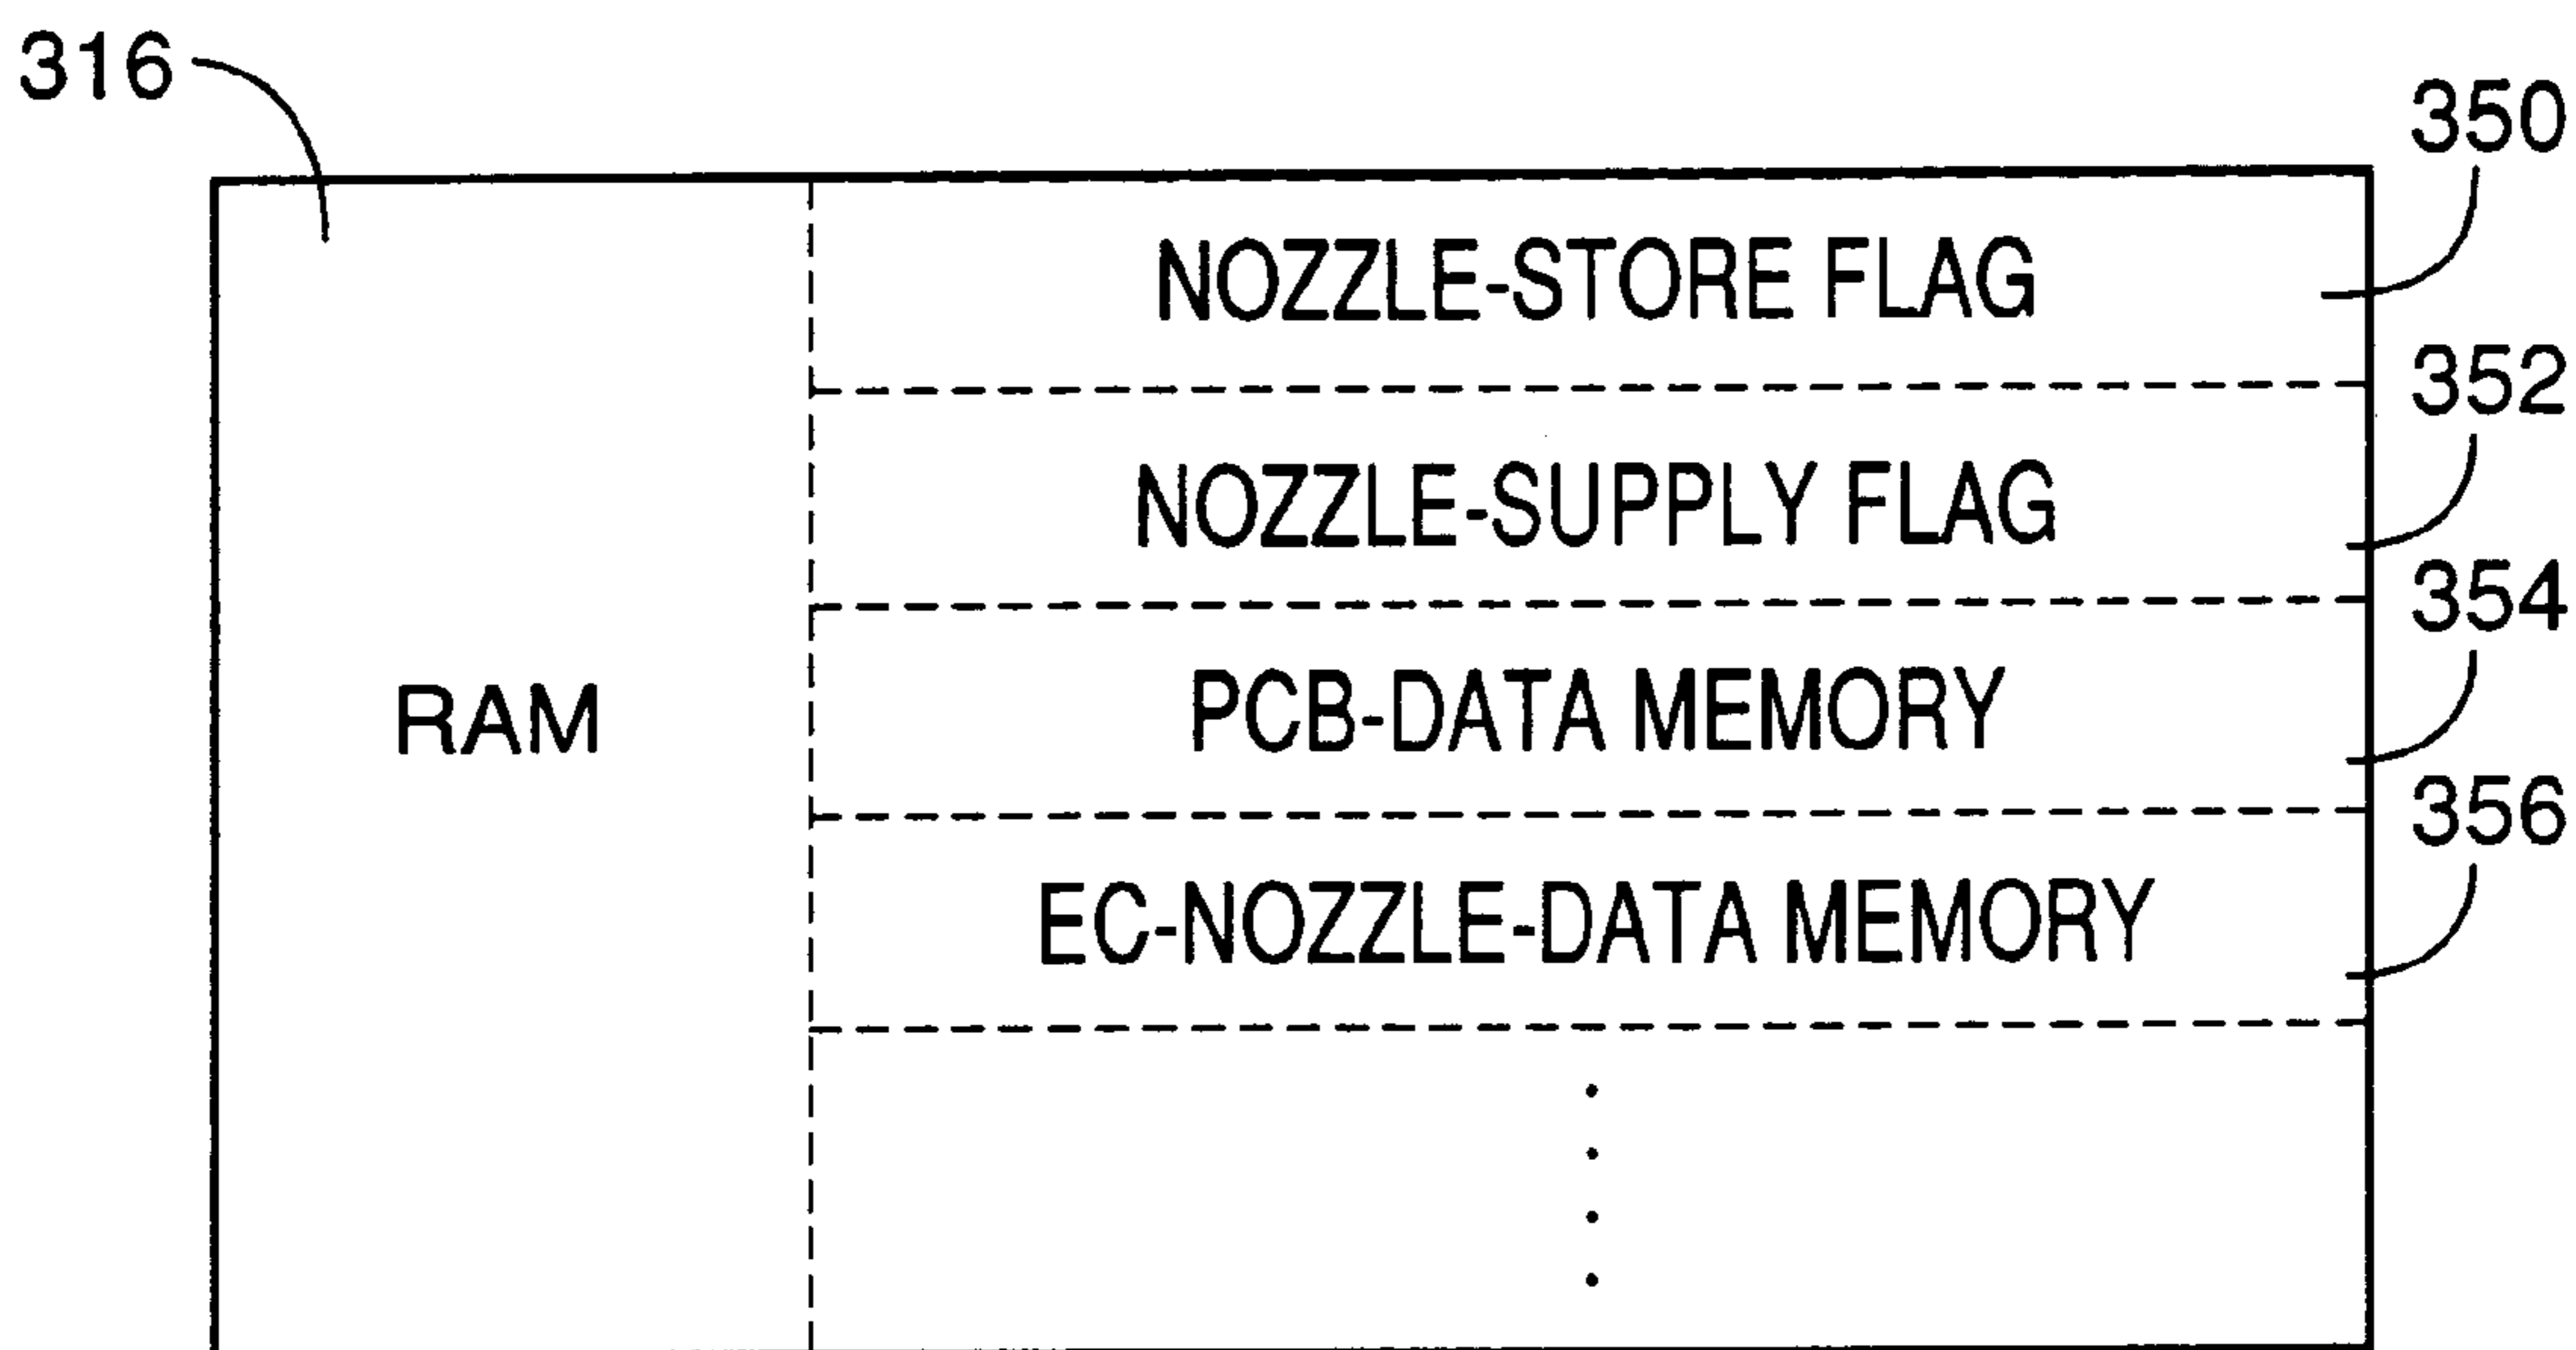 316
350
NOZZLE-STORE FLAG
352
NOZZLE-SUPPLY FLAG
354
RAM
PCB-DATA MEMORY
356
EC-NOZZLE-DATA MEMORY